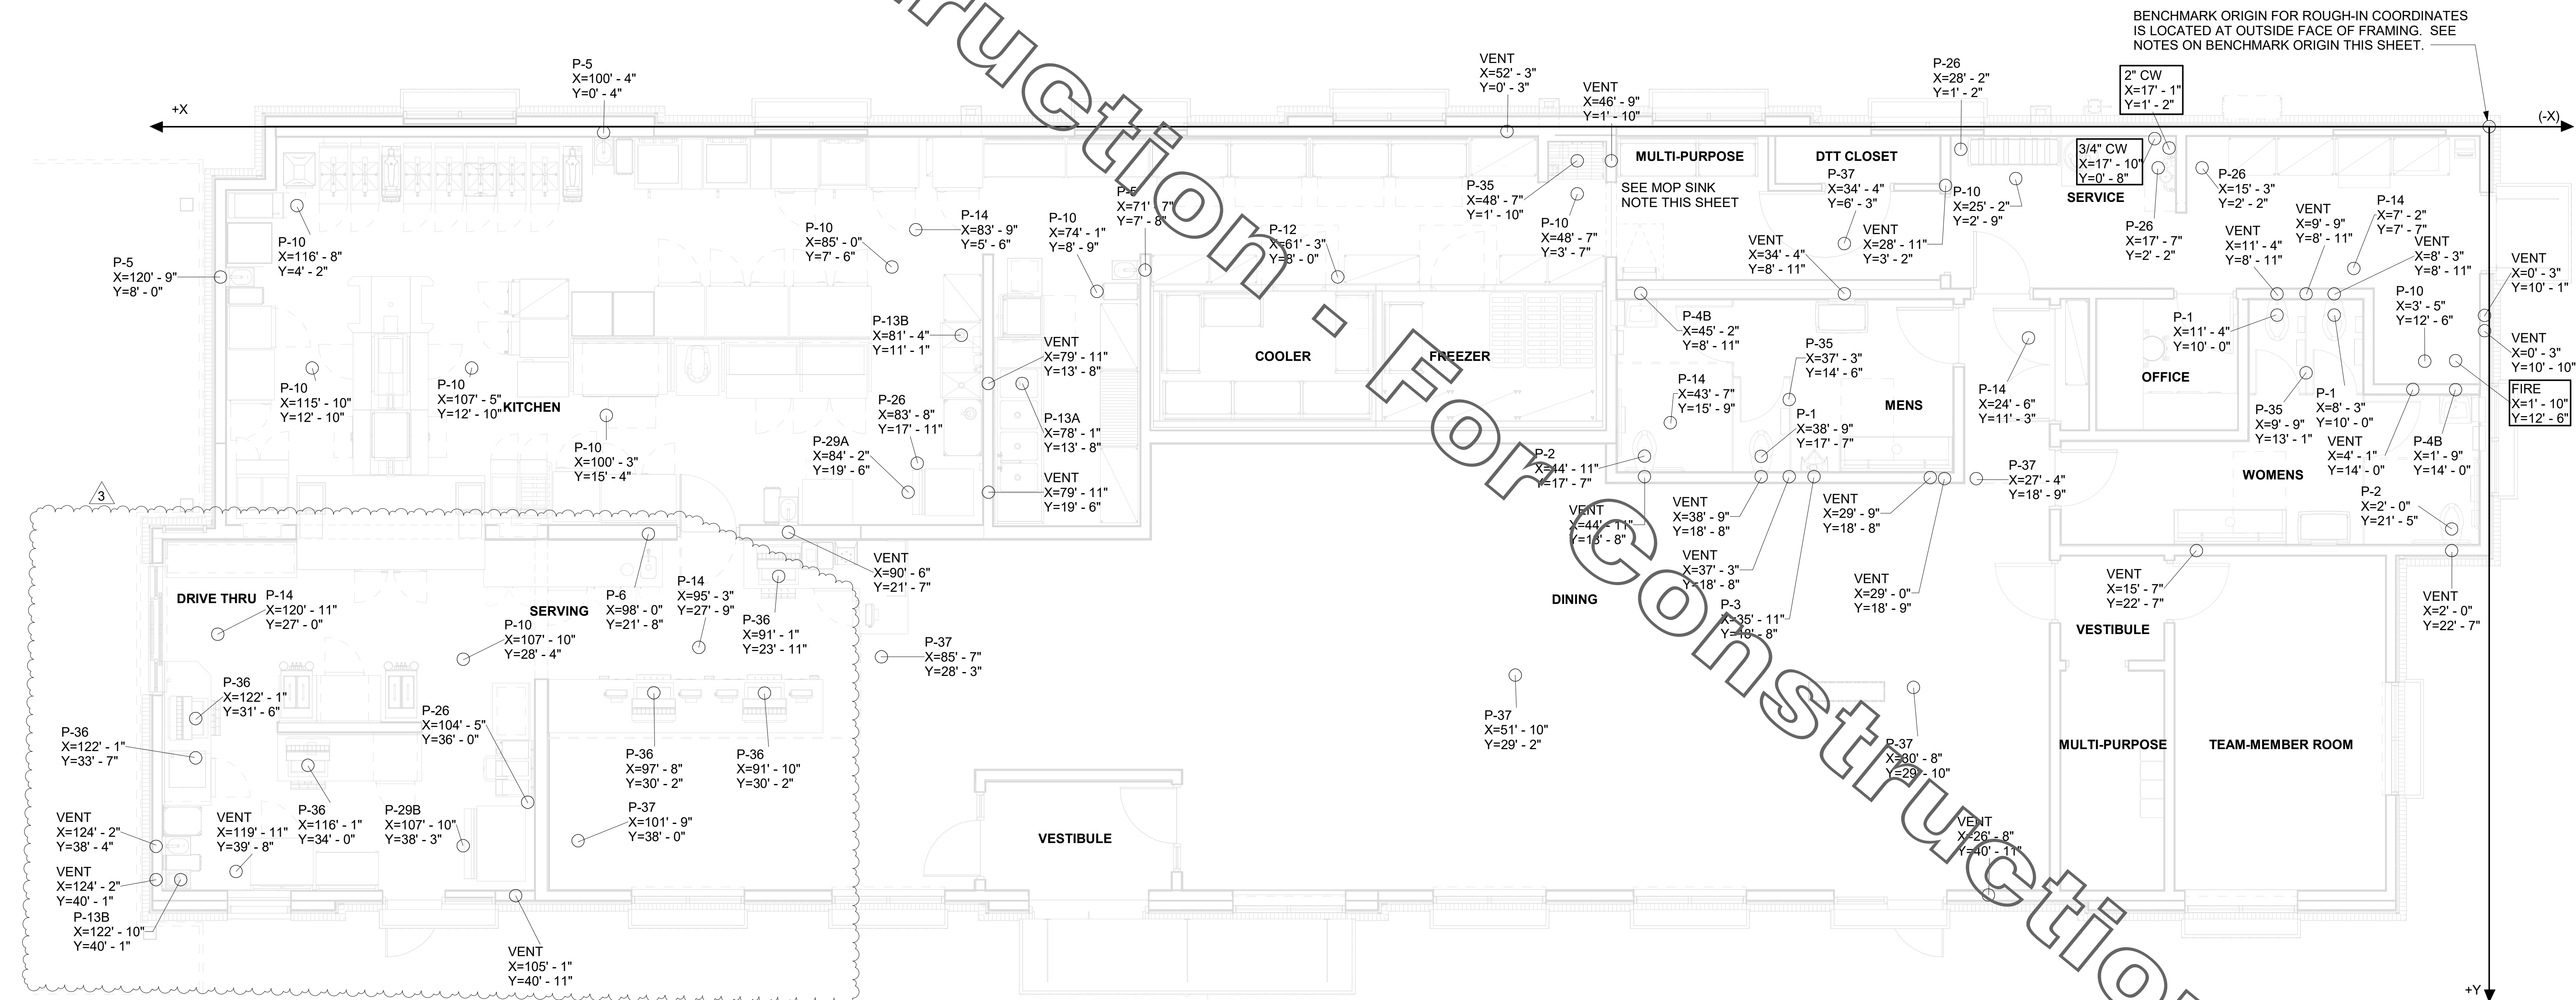 BENCHMARK ORIGIN FOR ROUGH-IN COORDINATES
IS LOCATED AT OUTSIDE FACE OF FRAMING. SEE
NOTES ON BENCHMARK ORIGIN THIS SHEET.
+X
(-X)
P-5
X=100' - 4"
Y=0' - 4"
VENT
X=52' - 3"
Y=0' - 3"
VENT
X=46' - 9"
Y=1' - 10"
P-26
X=28' - 2"
Y=1' - 2"
2" CW
X=17' - 1"
Y=1' - 2"
3/4" CW
X=17' - 10"
Y=0' - 8"
MULTI-PURPOSE
DTT CLOSET
SERVICE
SEE MOP SINK
NOTE THIS SHEET
P-35
X=48' - 7"
Y=1' - 10"
P-10
X=48' - 7"
Y=3' - 7"
P-37
X=34' - 4"
Y=6' - 3"
P-10
X=25' - 2"
Y=2' - 9"
VENT
X=28' - 11"
Y=3' - 2"
VENT
X=34' - 4"
Y=8' - 11"
P-26
X=17' - 7"
Y=2' - 2"
P-26
X=15' - 3"
Y=2' - 2"
VENT
X=11' - 4"
Y=8' - 11"
VENT
X=9' - 9"
Y=8' - 11"
P-14
X=7' - 2"
Y=7' - 7"
VENT
X=8' - 3"
Y=8' - 11"
VENT
X=0' - 3"
Y=10' - 1"
P-10
X=3' - 5"
Y=12' - 6"
VENT
X=0' - 3"
Y=10' - 10"
FIRE
X=1' - 10"
Y=12' - 6"
P-10
X=116' - 8"
Y=4' - 2"
P-5
X=120' - 9"
Y=8' - 0"
P-10
X=85' - 0"
Y=7' - 6"
P-14
X=83' - 9"
Y=5' - 6"
P-10
X=74' - 1"
Y=8' - 9"
P-5
X=71' - 7"
Y=7' - 8"
P-12
X=61' - 3"
Y=8' - 0"
P-13B
X=81' - 4"
Y=11' - 1"
VENT
X=79' - 11"
Y=13' - 8"
P-13A
X=78' - 1"
Y=13' - 8"
VENT
X=79' - 11"
Y=19' - 6"
P-10
X=115' - 10"
Y=12' - 10"
P-10
X=107' - 5"
Y=12' - 10"
KITCHEN
P-10
X=100' - 3"
Y=15' - 4"
P-26
X=83' - 8"
Y=17' - 11"
P-29A
X=84' - 2"
Y=19' - 6"
COOLER
FREEZER
P-4B
X=45' - 2"
Y=8' - 11"
P-35
X=37' - 3"
Y=14' - 6"
P-14
X=43' - 7"
Y=15' - 9"
P-1
X=38' - 9"
Y=17' - 7"
MENS
P-14
X=24' - 6"
Y=11' - 3"
P-1
X=11' - 4"
Y=10' - 0"
OFFICE
P-35
X=9' - 9"
Y=13' - 1"
P-1
X=8' - 3"
Y=10' - 0"
VENT
X=4' - 1"
Y=14' - 0"
P-4B
X=1' - 9"
Y=14' - 0"
P-2
X=44' - 11"
Y=17' - 7"
P-37
X=27' - 4"
Y=18' - 9"
WOMENS
P-2
X=2' - 0"
Y=21' - 5"
VENT
X=44' - 11"
Y=18' - 8"
VENT
X=38' - 9"
Y=18' - 8"
VENT
X=29' - 9"
Y=18' - 8"
VENT
X=37' - 3"
Y=18' - 8"
VENT
X=29' - 0"
Y=18' - 9"
P-3
X=35' - 11"
Y=18' - 8"
VENT
X=15' - 7"
Y=22' - 7"
VENT
X=2' - 0"
Y=22' - 7"
3
DRIVE THRU
P-14
X=120' - 11"
Y=27' - 0"
SERVING
P-6
X=98' - 0"
Y=21' - 8"
P-14
X=95' - 3"
Y=27' - 9"
VENT
X=90' - 6"
Y=21' - 7"
P-36
X=91' - 1"
Y=23' - 11"
P-10
X=107' - 10"
Y=28' - 4"
P-37
X=85' - 7"
Y=28' - 3"
DINING
VESTIBULE
P-36
X=122' - 1"
Y=31' - 6"
P-36
X=122' - 1"
Y=33' - 7"
P-26
X=104' - 5"
Y=36' - 0"
P-36
X=97' - 8"
Y=30' - 2"
P-36
X=91' - 10"
Y=30' - 2"
P-37
X=51' - 10"
Y=29' - 2"
P-37
X=30' - 8"
Y=29' - 10"
MULTI-PURPOSE
TEAM-MEMBER ROOM
VENT
X=124' - 2"
Y=38' - 4"
VENT
X=119' - 11"
Y=39' - 8"
P-36
X=116' - 1"
Y=34' - 0"
P-29B
X=107' - 10"
Y=38' - 3"
P-37
X=101' - 9"
Y=38' - 0"
VESTIBULE
VENT
X=26' - 8"
Y=40' - 11"
VENT
X=124' - 2"
Y=40' - 1"
P-13B
X=122' - 10"
Y=40' - 1"
VENT
X=105' - 1"
Y=40' - 11"
+Y
ruction . For Constructio